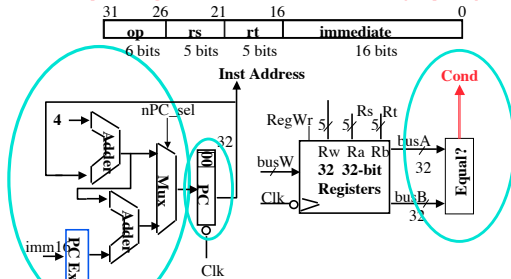 31 26 21 16 0
op rs rt immediate
6 bits 5 bits 5 bits 16 bits
Inst Address
Cond
nPC_sel
4
Adder
32
RegWr
5 5 5
Rs Rt
busA
Rw Ra Rb
busW
32 32-bit
Registers
32
Equal?
Mux
00
PC
Adder
Clk
busB
32
imm16
PC Ex
Clk